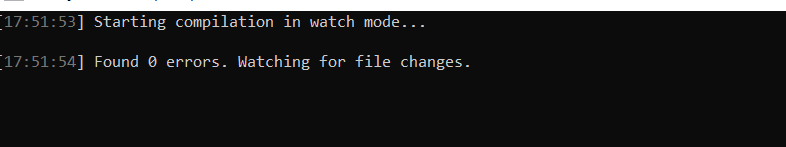 [17:51:53] Starting compilation in watch mode...
[17:51:54] Found 0 errors. Watching for file changes.